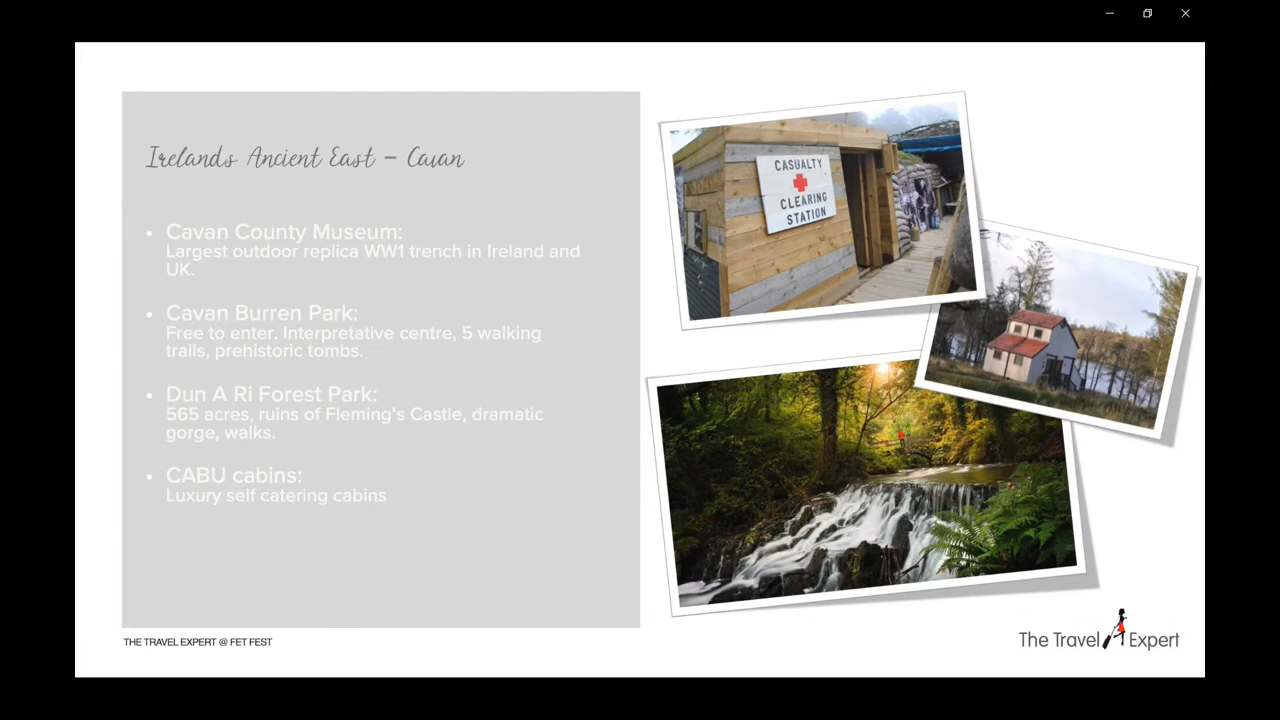 Irelands Ancient East – Cavan
• Cavan County Museum:
Largest outdoor replica WW1 trench in Ireland and
UK.
• Cavan Burren Park:
Free to enter. Interpretative centre, 5 walking
trails, prehistoric tombs.
• Dun A Ri Forest Park:
565 acres, ruins of Fleming's Castle, dramatic
gorge, walks.
• CABU cabins:
Luxury self catering cabins
CASUALTY
CLEARING
STATION
THE TRAVEL EXPERT @ FET FEST
The Travel Expert